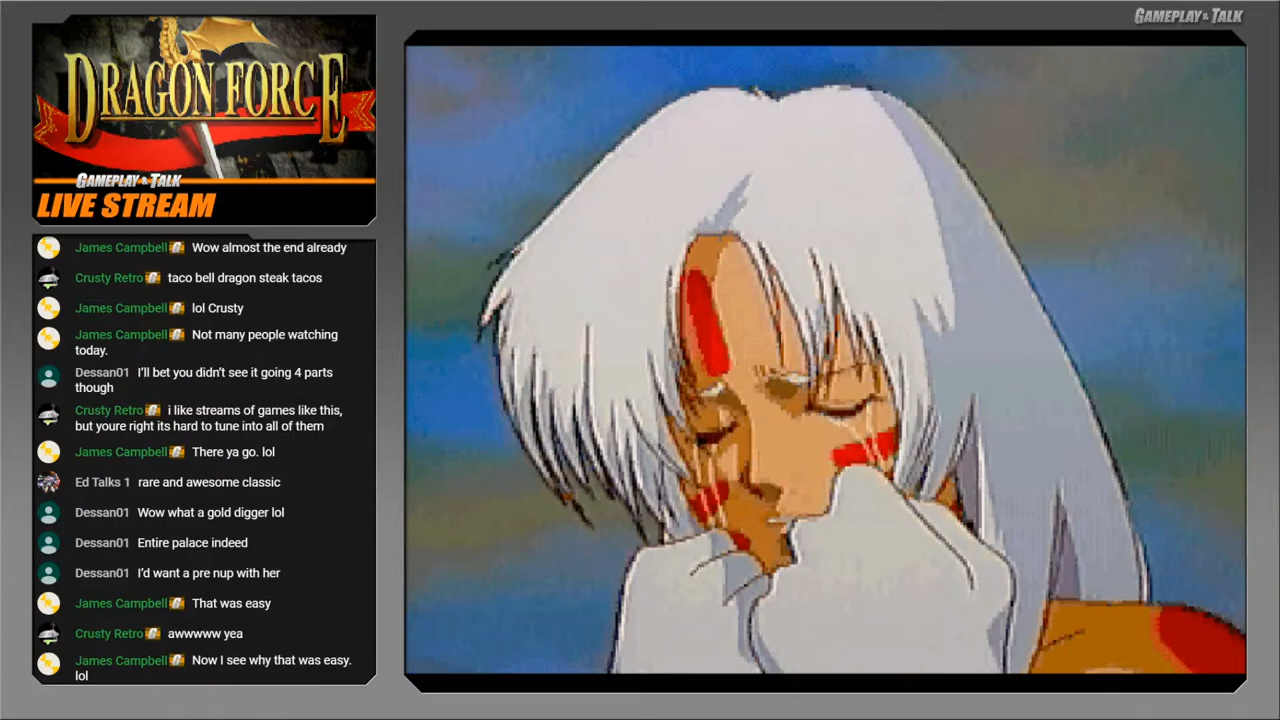 GAMEPLAY & TALK
DRAGON FORCE
GAMEPLAY & TALK
LIVE STREAM
James Campbell Wow almost the end already
Crusty Retro taco bell dragon steak tacos
James Campbell lol Crusty
James Campbell Not many people watching
today.
Dessan01 I'll bet you didn't see it going 4 parts
though
Crusty Retro i like streams of games like this,
but youre right its hard to tune into all of them
James Campbell There ya go. lol
Ed Talks 1 rare and awesome classic
Dessan01 Wow what a gold digger lol
Dessan01 Entire palace indeed
Dessan01 I'd want a pre nup with her
James Campbell That was easy
Crusty Retro awwwww yea
James Campbell Now I see why that was easy.
lol